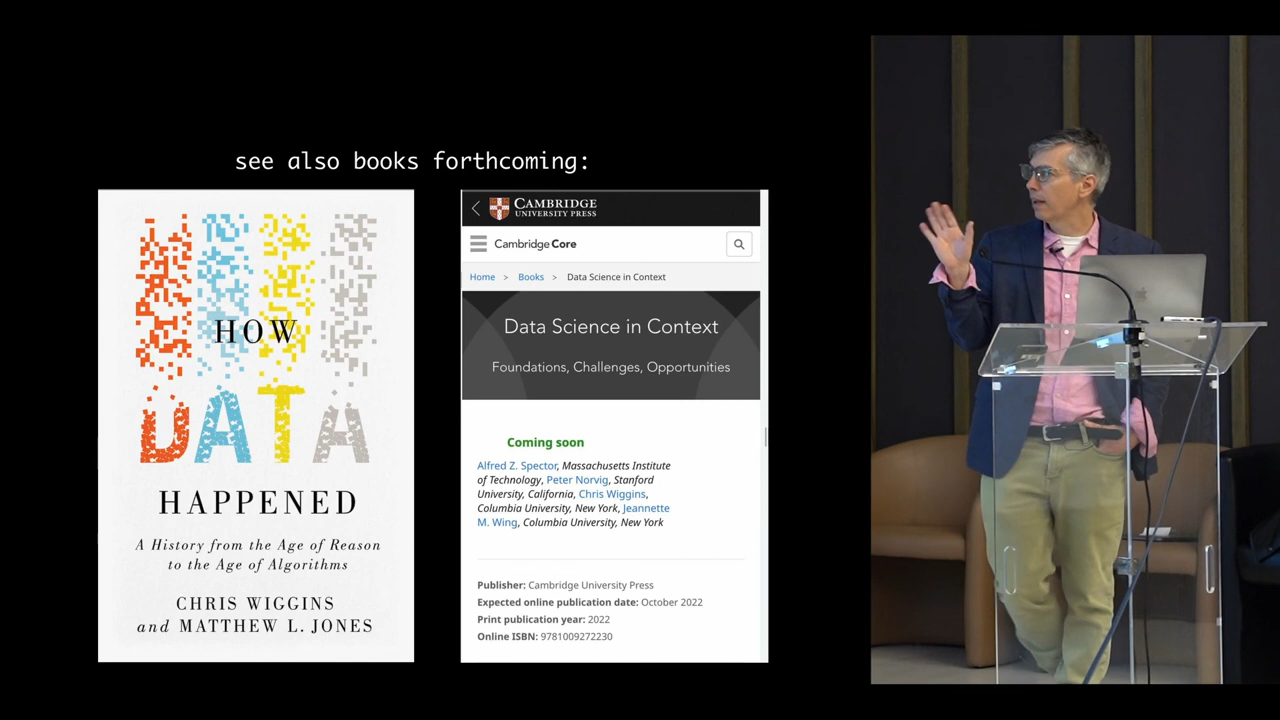 see also books forthcoming:
HOW
DATA
HAPPENED
A History from the Age of Reason
to the Age of Algorithms
CHRIS WIGGINS
and MATTHEW L. JONES
CAMBRIDGE
UNIVERSITY PRESS
Cambridge Core
Home > Books > Data Science in Context
Data Science in Context
Foundations, Challenges, Opportunities
Coming soon
Alfred Z. Spector, Massachusetts Institute
of Technology, Peter Norvig, Stanford
University, California, Chris Wiggins,
Columbia University, New York, Jeannette
M. Wing, Columbia University, New York
Publisher: Cambridge University Press
Expected online publication date: October 2022
Print publication year: 2022
Online ISBN: 9781009272230